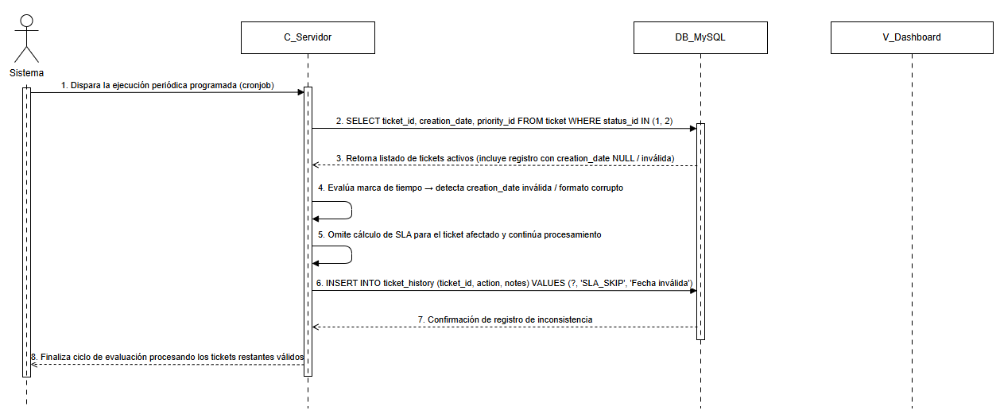 Sistema
C_Servidor
DB_MySQL
V_Dashboard
1. Dispara la ejecución periódica programada (cronjob)
2. SELECT ticket_id, creation_date, priority_id FROM ticket WHERE status_id IN (1, 2)
3. Retorna listado de tickets activos (incluye registro con creation_date NULL / inválida)
4. Evalúa marca de tiempo → detecta creation_date inválida / formato corrupto
5. Omite cálculo de SLA para el ticket afectado y continúa procesamiento
6. INSERT INTO ticket_history (ticket_id, action, notes) VALUES (?, 'SLA_SKIP', 'Fecha inválida')
7. Confirmación de registro de inconsistencia
8. Finaliza ciclo de evaluación procesando los tickets restantes válidos